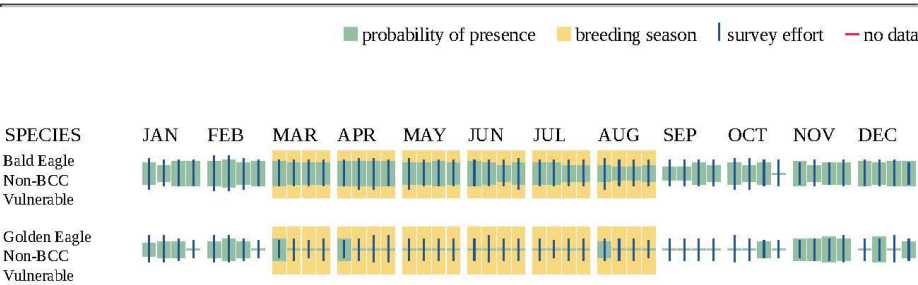 probability of presence breeding season survey effort no data
SPECIES JAN FEB MAR APR MAY JUN JUL AUG SEP OCT NOV DEC
Bald Eagle
Non-BCC
Vulnerable
Golden Eagle
Non-BCC
Vulnerable